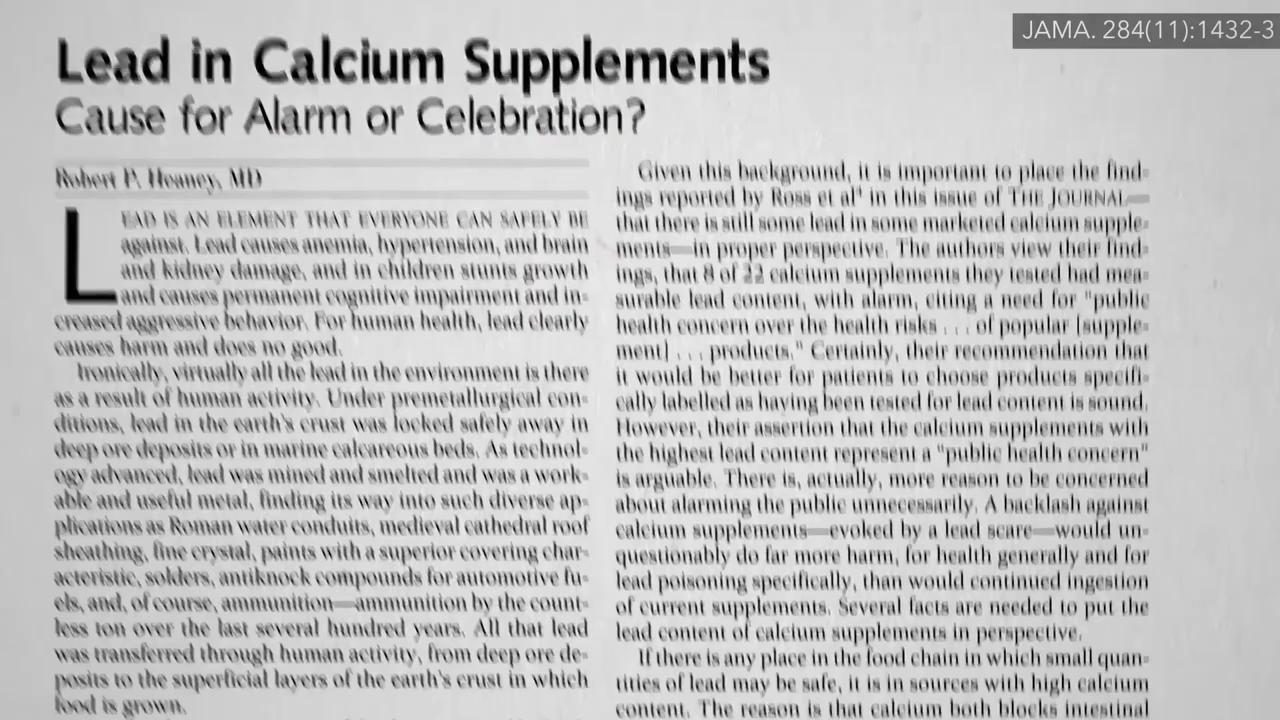 JAMA. 284(11):1432-3
Lead in Calcium Supplements
Cause for Alarm or Celebration?
Robert P. Heaney, MD
LEAD IS AN ELEMENT THAT EVERYONE CAN SAFELY BE
against. Lead causes anemia, hypertension, and brain
and kidney damage, and in children stunts growth
and causes permanent cognitive impairment and in-
creased aggressive behavior. For human health, lead clearly
causes harm and does no good.
Ironically, virtually all the lead in the environment is there
as a result of human activity. Under premetallurgical con-
ditions, lead in the earth's crust was locked safely away in
deep ore deposits or in marine calcareous beds. As technol-
ogy advanced, lead was mined and smelted and was a work-
able and useful metal, finding its way into such diverse ap-
plications as Roman water conduits, medieval cathedral roof
sheathing, fine crystal, paints with a superior covering char-
acteristic, solders, antiknock compounds for automotive fu-
els, and, of course, ammunition—ammunition by the count-
less ton over the last several hundred years. All that lead
was transferred through human activity, from deep ore de-
posits to the superficial layers of the earth's crust in which
food is grown.
Given this background, it is important to place the find-
ings reported by Ross et al⁴ in this issue of THE JOURNAL—
that there is still some lead in some marketed calcium supple-
ments—in proper perspective. The authors view their find-
ings, that 8 of 22 calcium supplements they tested had mea-
surable lead content, with alarm, citing a need for "public
health concern over the health risks . . . of popular [supple-
ment] . . . products." Certainly, their recommendation that
it would be better for patients to choose products specifi-
cally labelled as having been tested for lead content is sound.
However, their assertion that the calcium supplements with
the highest lead content represent a "public health concern"
is arguable. There is, actually, more reason to be concerned
about alarming the public unnecessarily. A backlash against
calcium supplements—evoked by a lead scare—would un-
questionably do far more harm, for health generally and for
lead poisoning specifically, than would continued ingestion
of current supplements. Several facts are needed to put the
lead content of calcium supplements in perspective.
If there is any place in the food chain in which small quan-
tities of lead may be safe, it is in sources with high calcium
content. The reason is that calcium both blocks intestinal